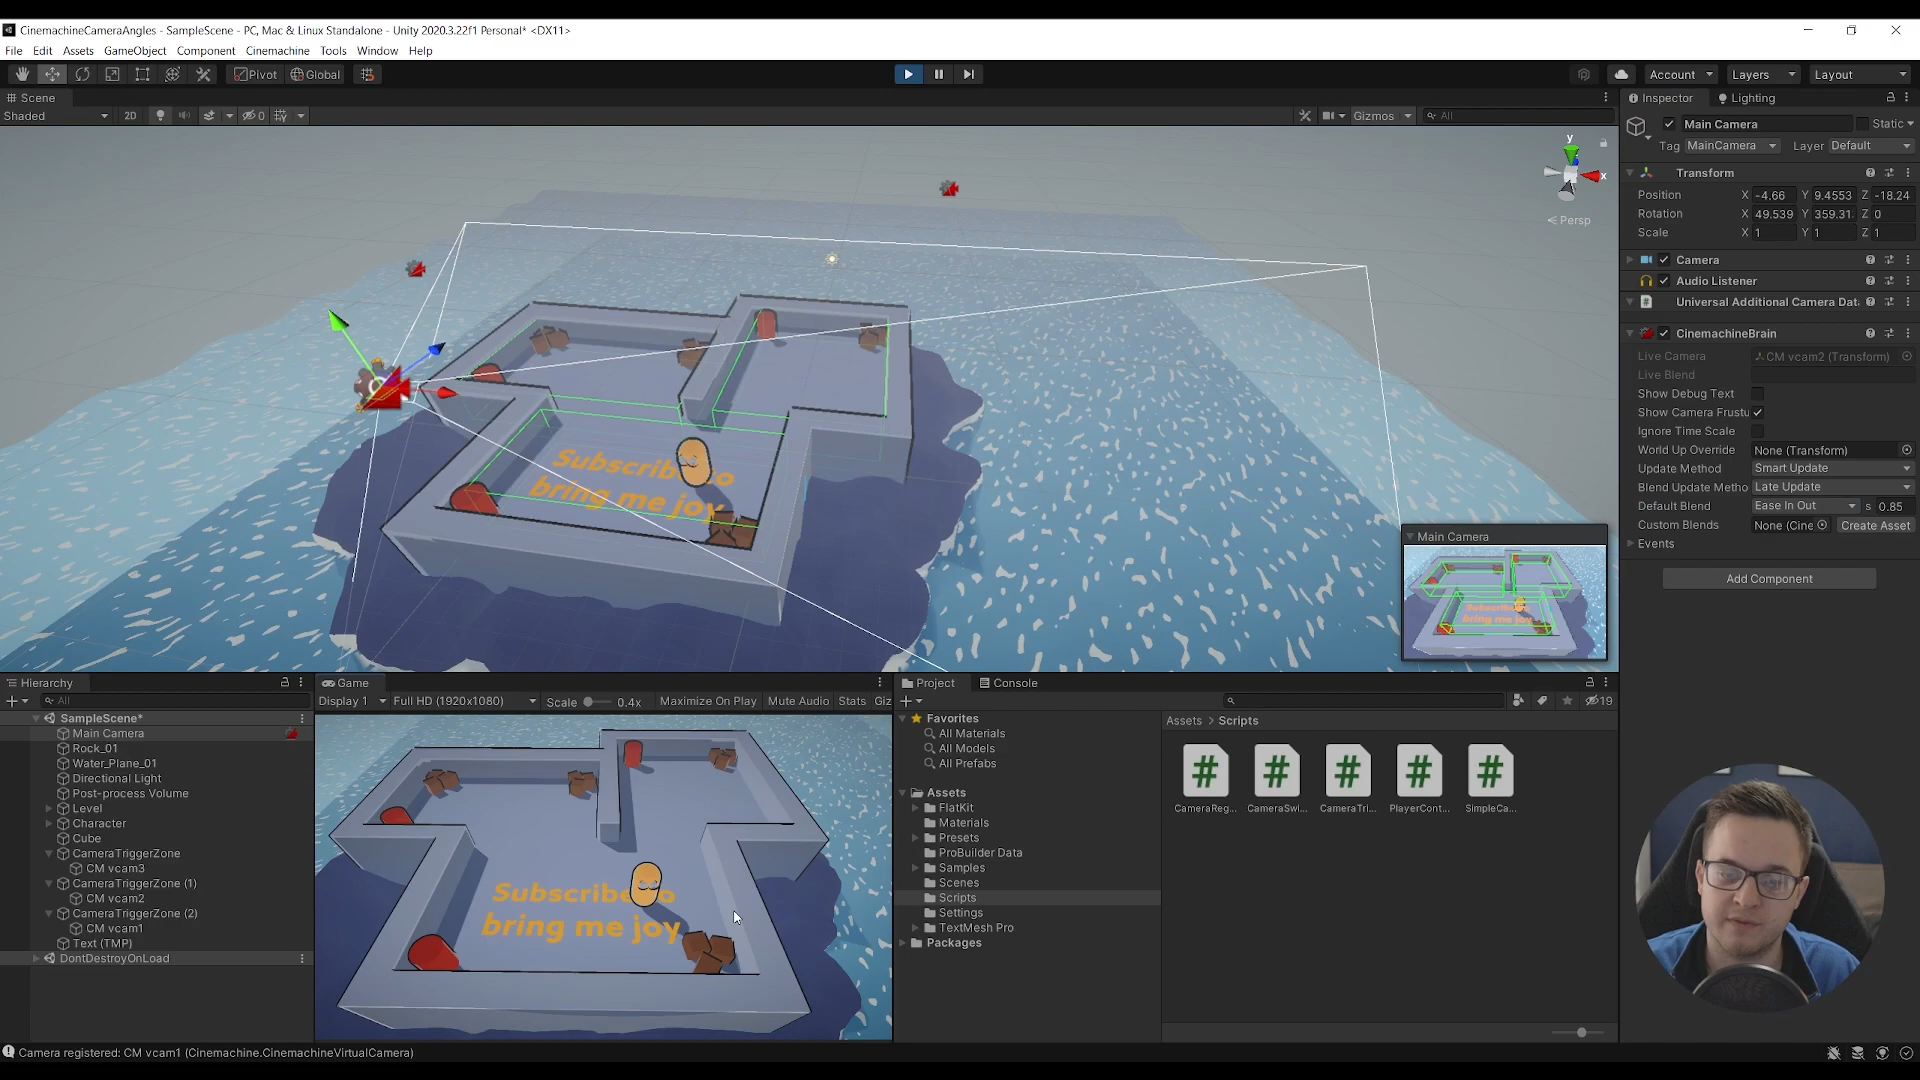 CinemachineCameraAngles - SampleScene - PC, Mac & Linux Standalone - Unity 2020.3.22f1 Personal* <DX11>
File Edit Assets GameObject Component Cinemachine Tools Window Help
Pivot Global Account Layers Layout
Scene
Shaded 2D 0 Gizmos All
y
x
Persp
Subscribe to
bring me joy
Main Camera
Subscribe to
bring me joy
Inspector Lighting
Main Camera Static
Tag MainCamera Layer Default
Transform
Position X -4.66 Y 9.4553 Z -18.24
Rotation X 49.539 Y 359.31 Z 0
Scale X 1 Y 1 Z 1
Camera
Audio Listener
Universal Additional Camera Dat
CinemachineBrain
Live Camera CM vcam2 (Transform)
Live Blend
Show Debug Text
Show Camera Frustu
Ignore Time Scale
World Up Override None (Transform)
Update Method Smart Update
Blend Update Metho Late Update
Default Blend Ease In Out s 0.85
Custom Blends None (Cine Create Asset
Events
Add Component
Hierarchy
All
SampleScene*
Main Camera
Rock_01
Water_Plane_01
Directional Light
Post-process Volume
Level
Character
Cube
CameraTriggerZone
CM vcam3
CameraTriggerZone (1)
CM vcam2
CameraTriggerZone (2)
CM vcam1
Text (TMP)
DontDestroyOnLoad
Game
Display 1 Full HD (1920x1080) Scale 0.4x Maximize On Play Mute Audio Stats Giz
Subscribe to
bring me joy
Project Console
19
Favorites
All Materials
All Models
All Prefabs
Assets
FlatKit
Materials
Presets
ProBuilder Data
Samples
Scenes
Scripts
Settings
TextMesh Pro
Packages
Assets > Scripts
CameraReg... CameraSwi... CameraTri... PlayerCont... SimpleCa...
Camera registered: CM vcam1 (Cinemachine.CinemachineVirtualCamera)